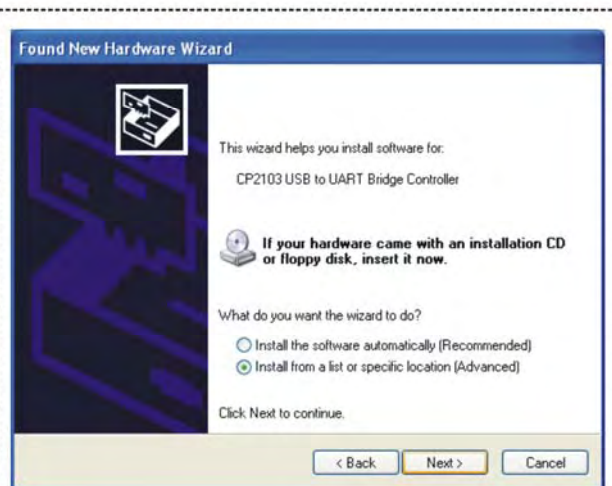 Found New Hardware Wizard
This wizard helps you install software for:
CP2103 USB to UART Bridge Controller
If your hardware came with an installation CD
or floppy disk, insert it now.
What do you want the wizard to do?
Install the software automatically (Recommended)
Install from a list or specific location (Advanced)
Click Next to continue.
< Back
Next >
Cancel